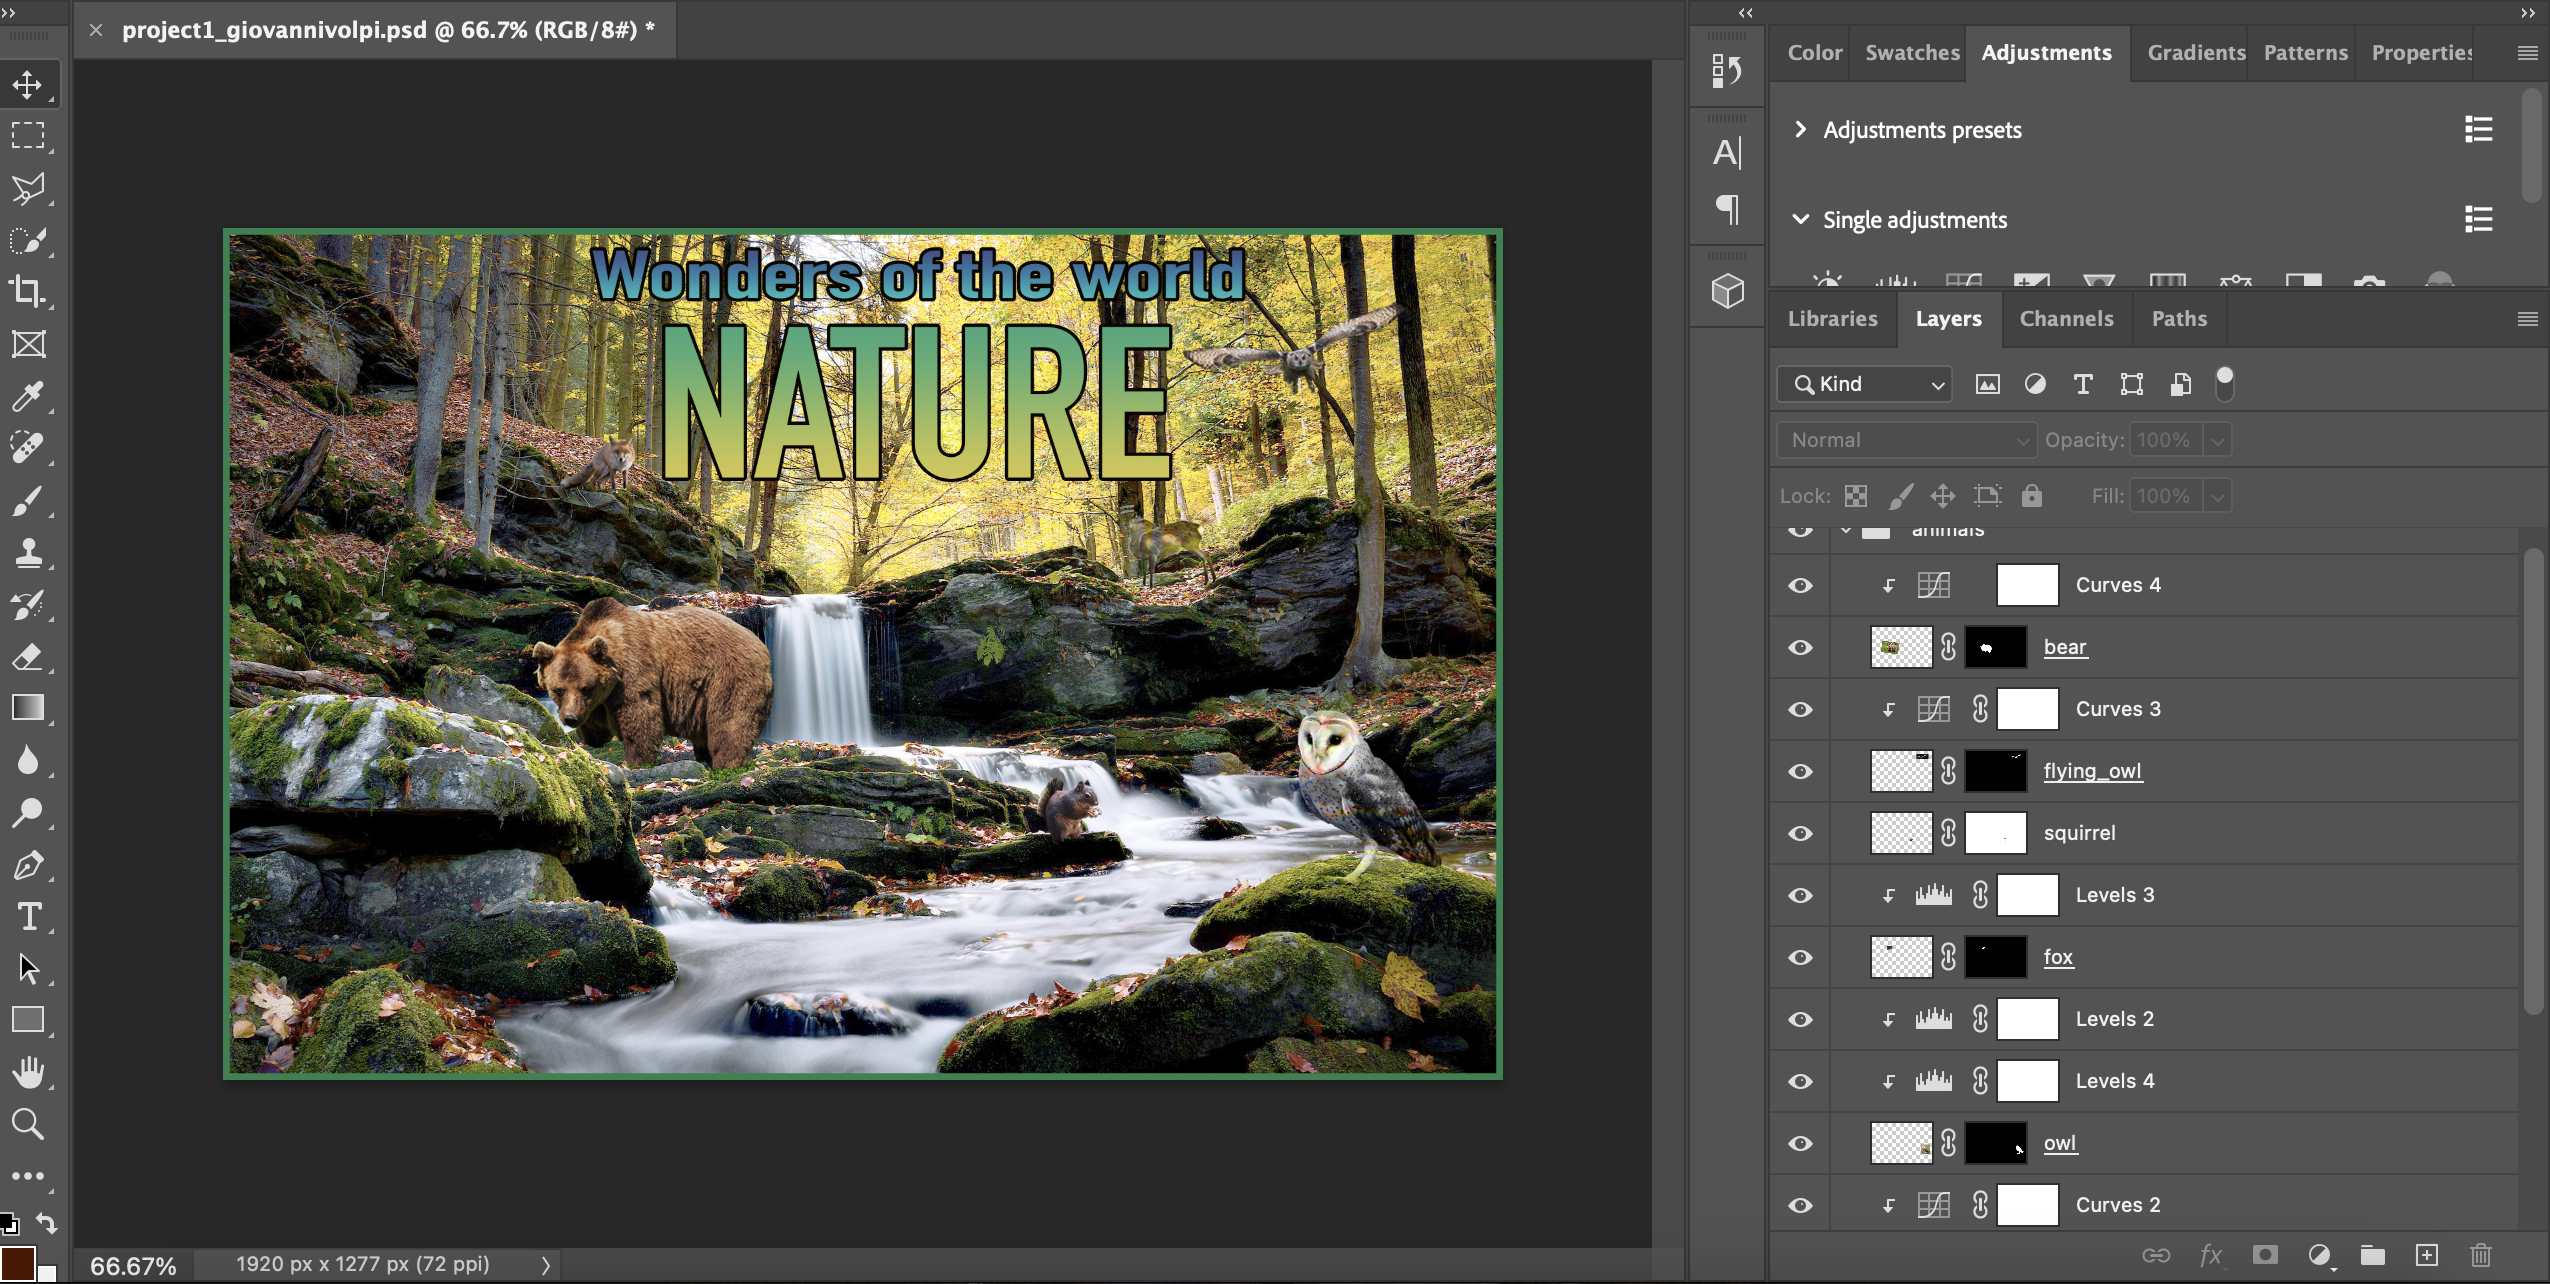 project1_giovannivolpi.psd @ 66.7% (RGB/8#) *
Color Swatches Adjustments Gradients Patterns Properties
Adjustments presets
Single adjustments
Wonders of the world
NATURE
Libraries Layers Channels Paths
Kind
Normal Opacity: 100%
Lock: Fill: 100%
animals
Curves 4
bear
Curves 3
flying_owl
squirrel
Levels 3
fox
Levels 2
Levels 4
owl
Curves 2
66.67% 1920 px x 1277 px (72 ppi)
fx